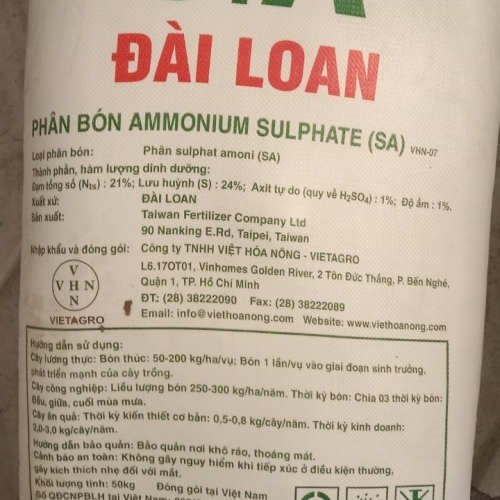 ĐÀI LOAN
PHÂN BÓN AMMONIUM SULPHATE (SA) VHN-07
Loại phân bón: Phân sulphat amoni (SA)
Thành phần, hàm lượng dinh dưỡng:
Đạm tổng số (Nts) : 21%; Lưu huỳnh (S) : 24%; Axit tự do (quy về H2SO4) : 1%; Độ ẩm : 1%.
Xuất xứ: ĐÀI LOAN
Sản xuất: Taiwan Fertilizer Company Ltd
90 Nanking E.Rd, Taipei, Taiwan
Nhập khẩu và đóng gói: Công ty TNHH VIỆT HÓA NÔNG - VIETAGRO
L6.17OT01, Vinhomes Golden River, 2 Tôn Đức Thắng, P. Bến Nghé,
Quận 1, TP. Hồ Chí Minh
ĐT: (28) 38222090 Fax: (28) 38222089
Email: info@viethoanong.com Website: www.viethoanong.com
V
V H N
N
VIETAGRO
Hướng dẫn sử dụng:
Cây lương thực: Bón thúc: 50-200 kg/ha/vụ; Bón 1 lần/vụ vào giai đoạn sinh trưởng,
phát triển mạnh của cây trồng.
Cây công nghiệp: Liều lượng bón 250-300 kg/ha/năm. Thời kỳ bón: Chia 03 thời kỳ bón:
Đầu, giữa, cuối mùa mưa.
Cây ăn quả: Thời kỳ kiến thiết cơ bản: 0,5-0,8 kg/cây/năm. Thời kỳ kinh doanh:
2,0-3,0 kg/cây/năm.
Hướng dẫn bảo quản: Bảo quản nơi khô ráo, thoáng mát.
Cảnh báo an toàn: Không gây nguy hiểm khi tiếp xúc ở điều kiện thường,
gây kích thích nhẹ đối với mắt.
Khối lượng tịnh: 50kg Đóng gói tại Việt Nam
Số QĐCNPBLH tại Việt Nam: